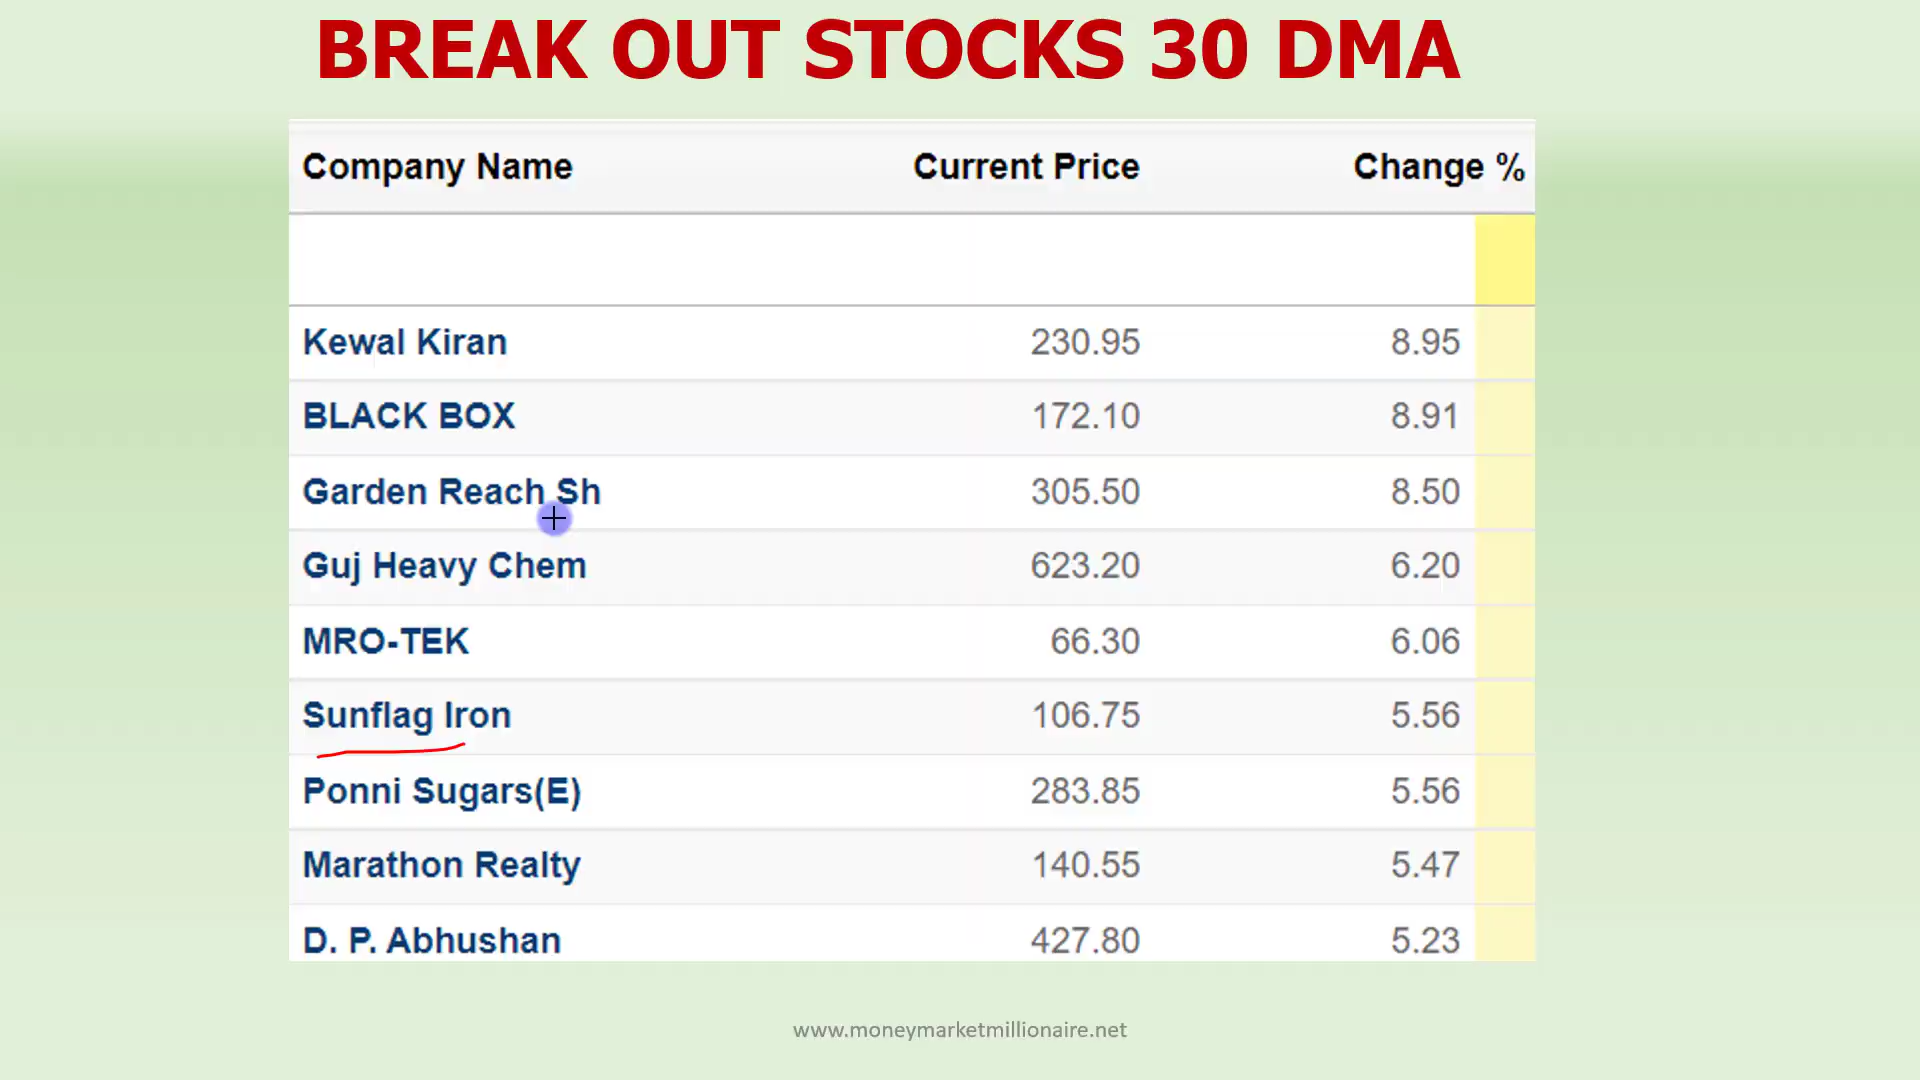 BREAK OUT STOCKS 30 DMA
Company Name Current Price Change %
Kewal Kiran 230.95 8.95
BLACK BOX 172.10 8.91
Garden Reach Sh 305.50 8.50
Guj Heavy Chem 623.20 6.20
MRO-TEK 66.30 6.06
Sunflag Iron 106.75 5.56
Ponni Sugars(E) 283.85 5.56
Marathon Realty 140.55 5.47
D. P. Abhushan 427.80 5.23
www.moneymarketmillionaire.net